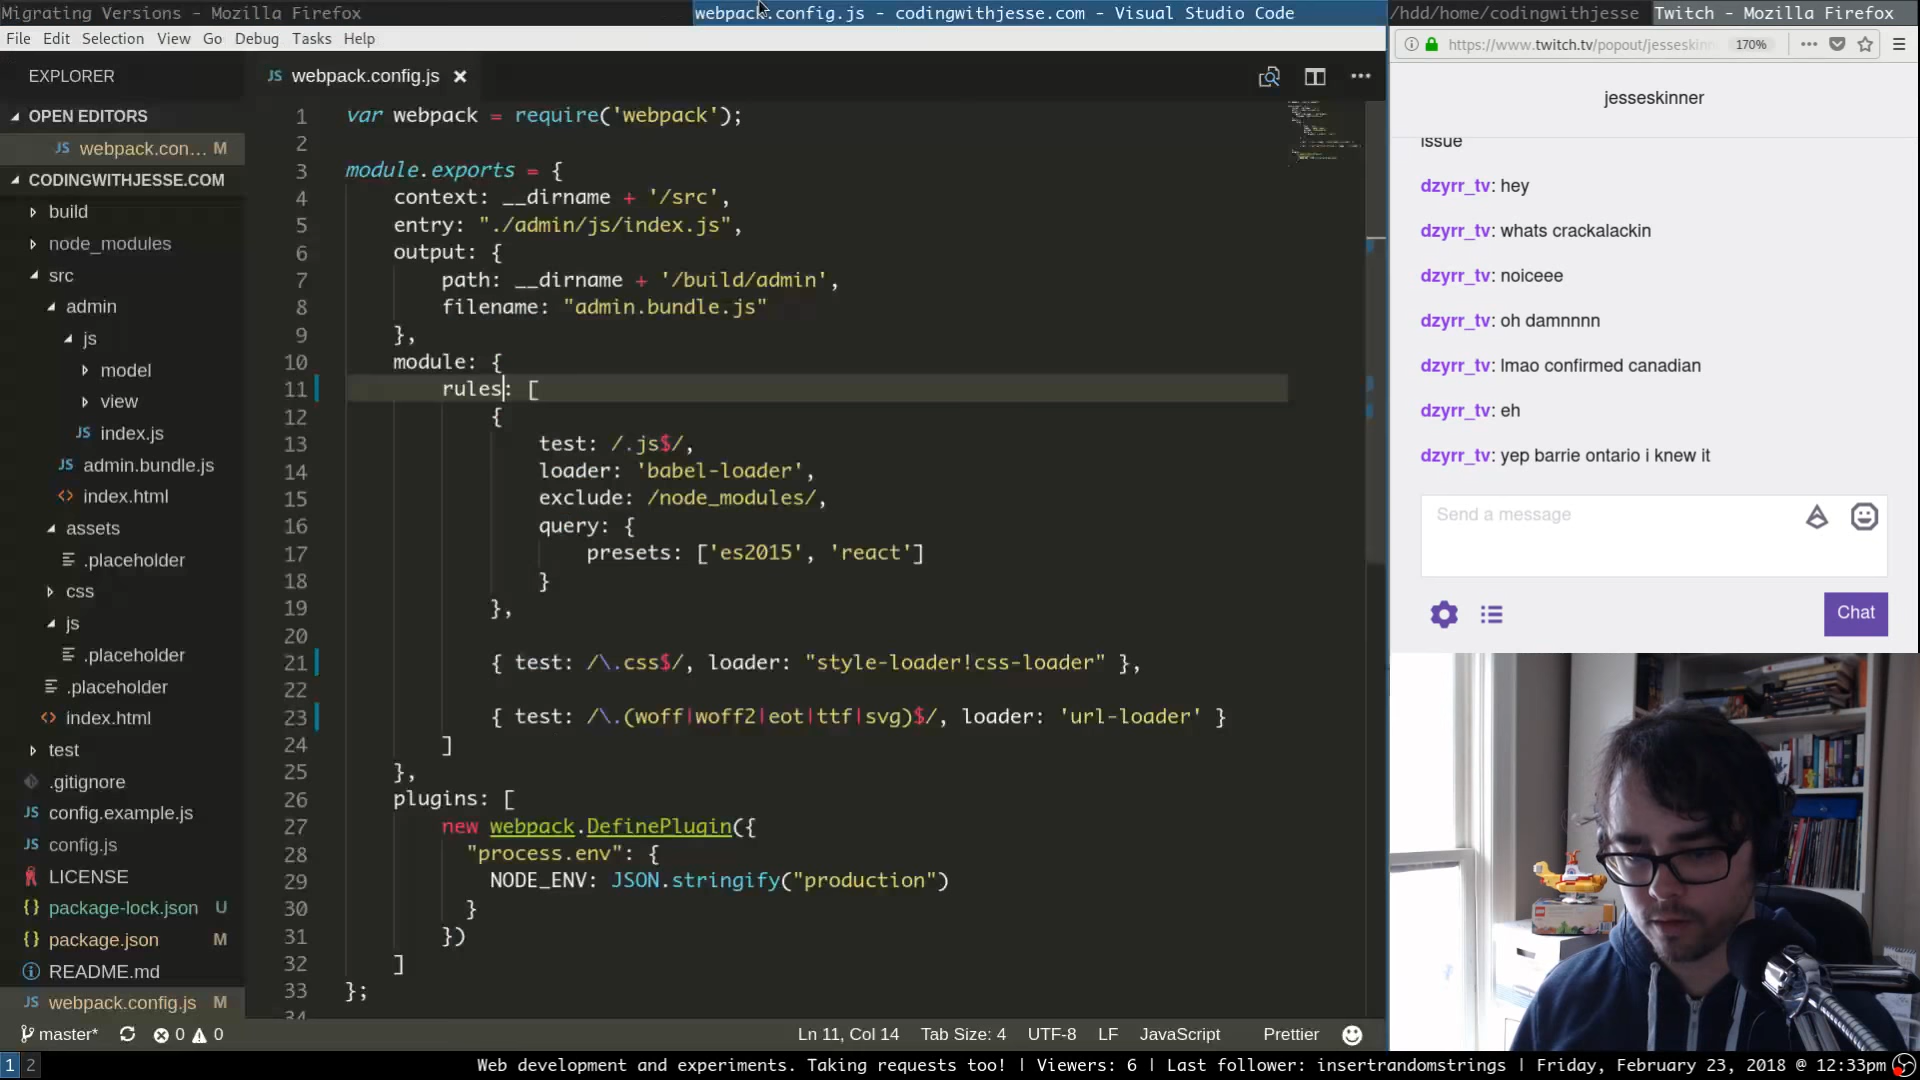 Migrating Versions - Mozilla Firefox
webpack.config.js - codingwithjesse.com - Visual Studio Code
/hdd/home/codingwithjesse
Twitch - Mozilla Firefox
File Edit Selection View Go Debug Tasks Help
https://www.twitch.tv/popout/jesseskinn
170%
EXPLORER
OPEN EDITORS
JS webpack.con... M
CODINGWITHJESSE.COM
build
node_modules
src
admin
js
model
view
JS index.js
JS admin.bundle.js
<> index.html
assets
.placeholder
css
js
.placeholder
.placeholder
<> index.html
test
.gitignore
JS config.example.js
JS config.js
LICENSE
{} package-lock.json U
{} package.json M
README.md
JS webpack.config.js M
JS webpack.config.js
1 var webpack = require('webpack');
2
3 module.exports = {
4 context: __dirname + '/src',
5 entry: "./admin/js/index.js",
6 output: {
7 path: __dirname + '/build/admin',
8 filename: "admin.bundle.js"
9 },
10 module: {
11 rules: [
12 {
13 test: /.js$/,
14 loader: 'babel-loader',
15 exclude: /node_modules/,
16 query: {
17 presets: ['es2015', 'react']
18 }
19 },
20
21 { test: /\.css$/, loader: "style-loader!css-loader" },
22
23 { test: /\.(woff|woff2|eot|ttf|svg)$/, loader: 'url-loader' }
24 ]
25 },
26 plugins: [
27 new webpack.DefinePlugin({
28 "process.env": {
29 NODE_ENV: JSON.stringify("production")
30 }
31 })
32 ]
33 };
34
jesseskinner
issue
dzyrr_tv: hey
dzyrr_tv: whats crackalackin
dzyrr_tv: noiceee
dzyrr_tv: oh damnnnn
dzyrr_tv: lmao confirmed canadian
dzyrr_tv: eh
dzyrr_tv: yep barrie ontario i knew it
Send a message
Chat
master* 0 0 Ln 11, Col 14 Tab Size: 4 UTF-8 LF JavaScript Prettier
1 2 Web development and experiments. Taking requests too! | Viewers: 6 | Last follower: insertrandomstrings | Friday, February 23, 2018 @ 12:33pm